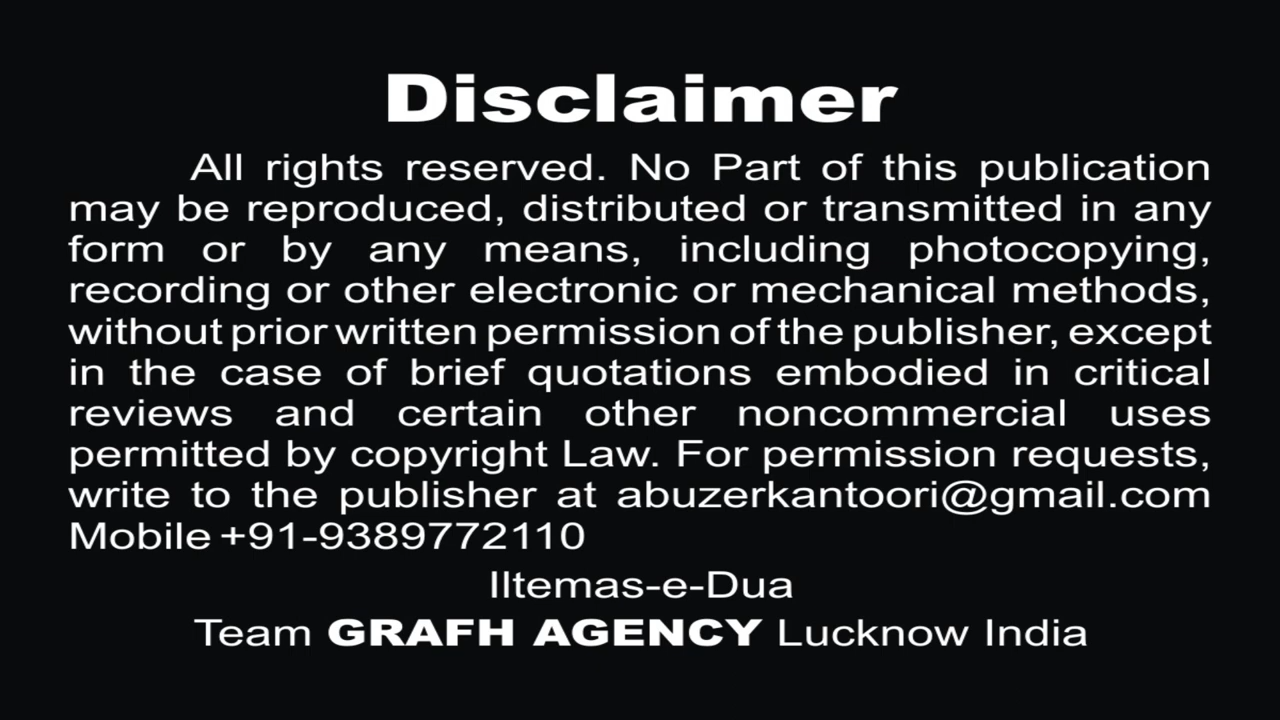 Disclaimer
All rights reserved. No Part of this publication
may be reproduced, distributed or transmitted in any
form or by any means, including photocopying,
recording or other electronic or mechanical methods,
without prior written permission of the publisher, except
in the case of brief quotations embodied in critical
reviews and certain other noncommercial uses
permitted by copyright Law. For permission requests,
write to the publisher at abuzerkantoori@gmail.com
Mobile +91-9389772110
Iltemas-e-Dua
Team GRAFH AGENCY Lucknow India